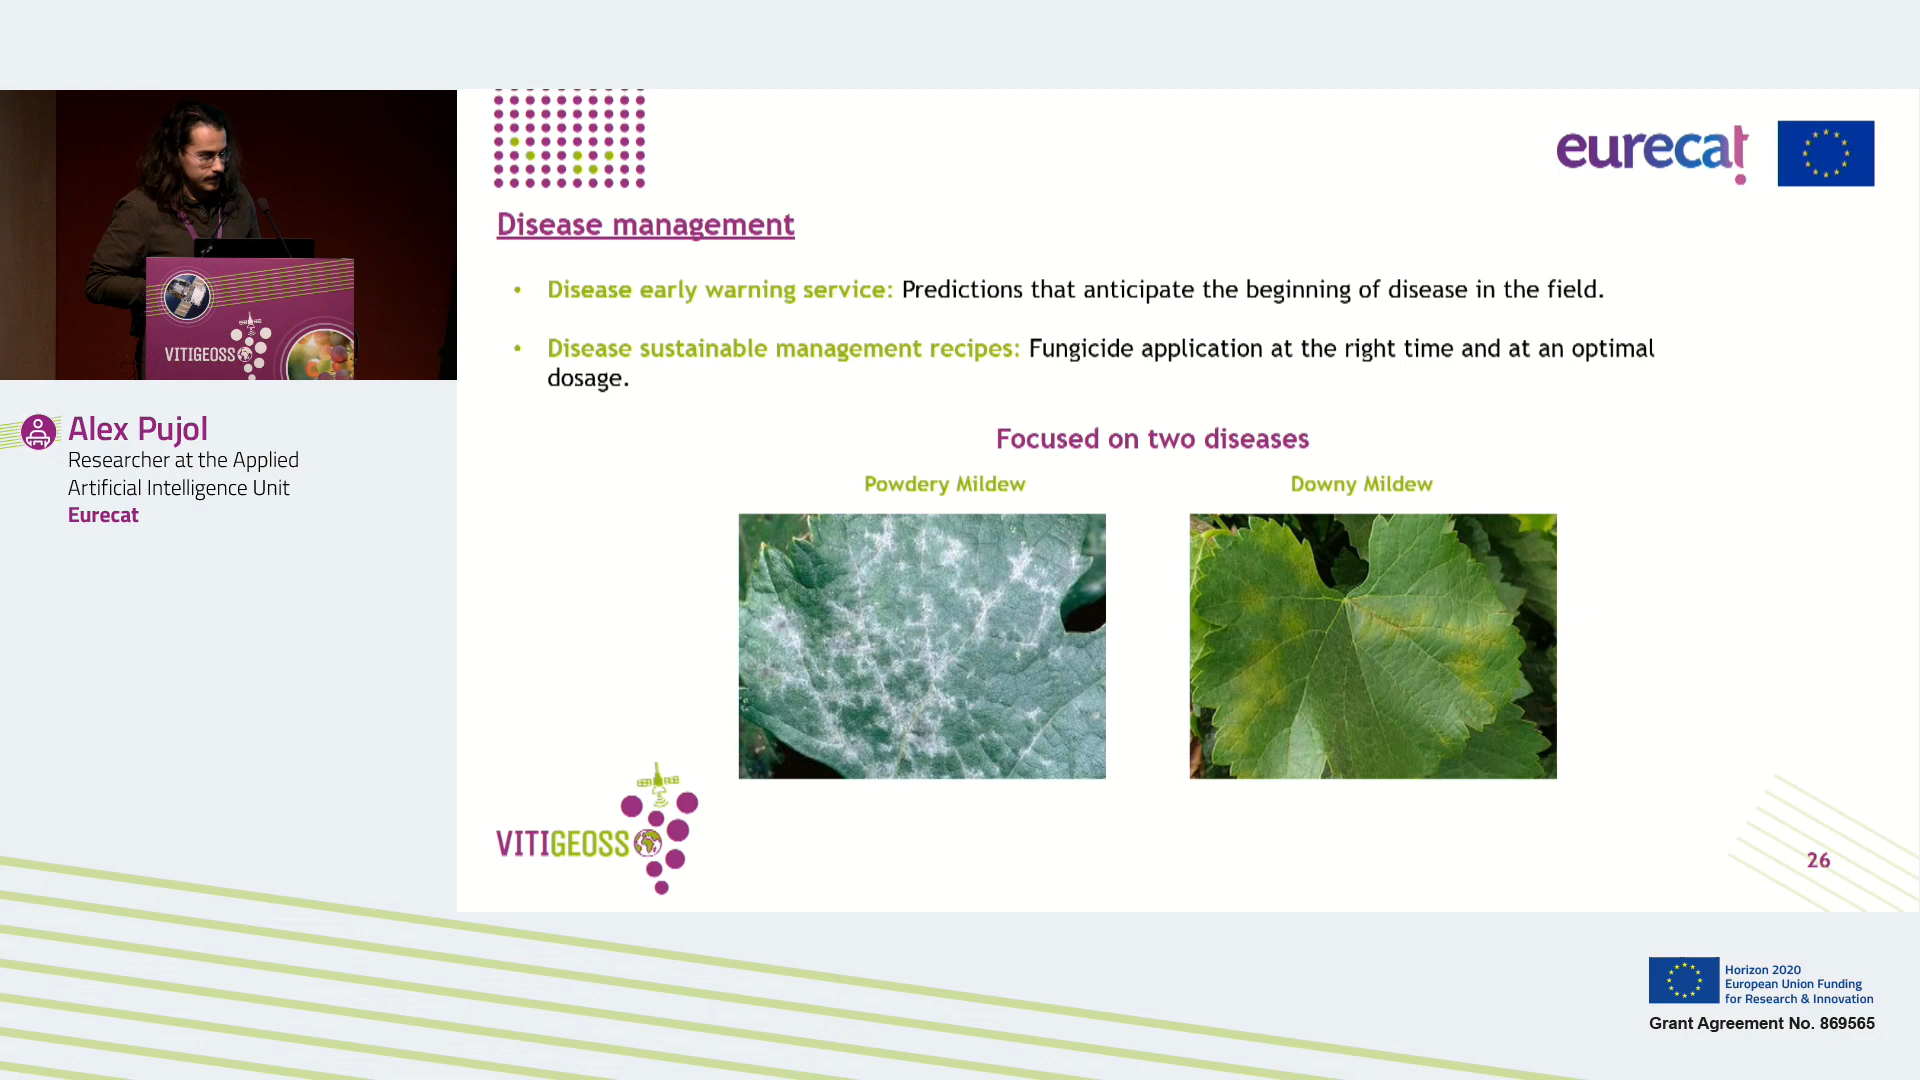 eurecat
Disease management
• Disease early warning service: Predictions that anticipate the beginning of disease in the field.
• Disease sustainable management recipes: Fungicide application at the right time and at an optimal
dosage.
Focused on two diseases
Powdery Mildew
Downy Mildew
VITIGEOSS
26
VITIGEOSS
Alex Pujol
Researcher at the Applied
Artificial Intelligence Unit
Eurecat
Horizon 2020
European Union Funding
for Research & Innovation
Grant Agreement No. 869565